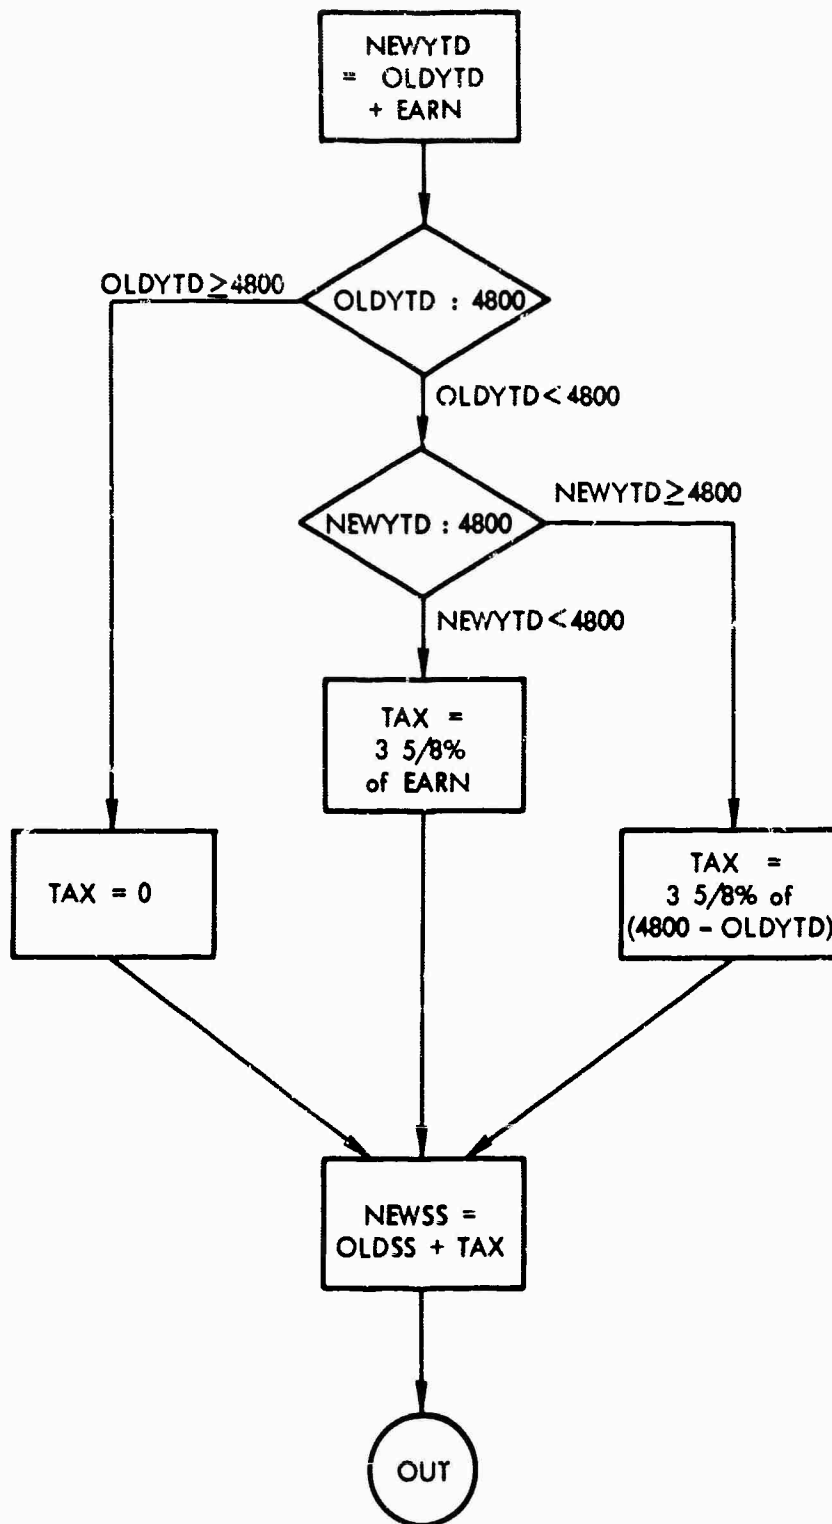 NEWYTD
= OLDYTD
+ EARN
OLDYTD ≥ 4800
OLDYTD : 4800
OLDYTD < 4800
NEWYTD ≥ 4800
NEWYTD : 4800
NEWYTD < 4800
TAX =
3 5/8%
of EARN
TAX = 0
TAX =
3 5/8% of
(4800 - OLDYTD)
NEWSS =
OLDSS + TAX
OUT